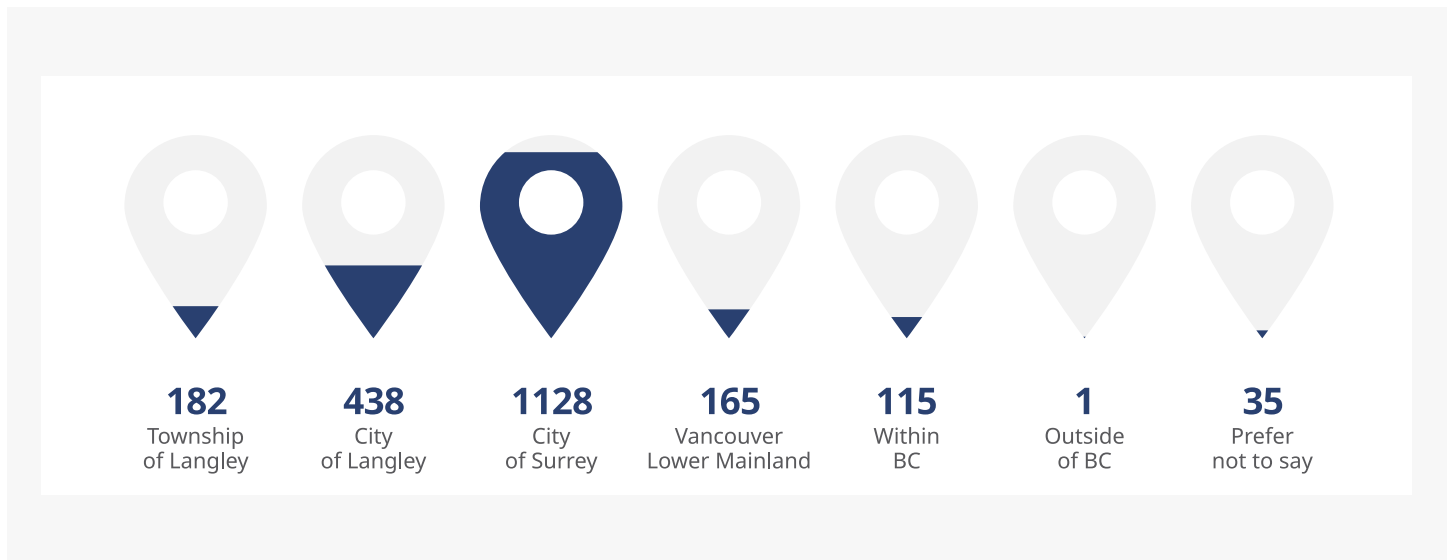 182
Township
of Langley
438
City
of Langley
1128
City
of Surrey
165
Vancouver
Lower Mainland
115
Within
BC
1
Outside
of BC
35
Prefer
not to say